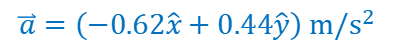 a⃗ = (−0.62x̂ + 0.44ŷ) m/s²